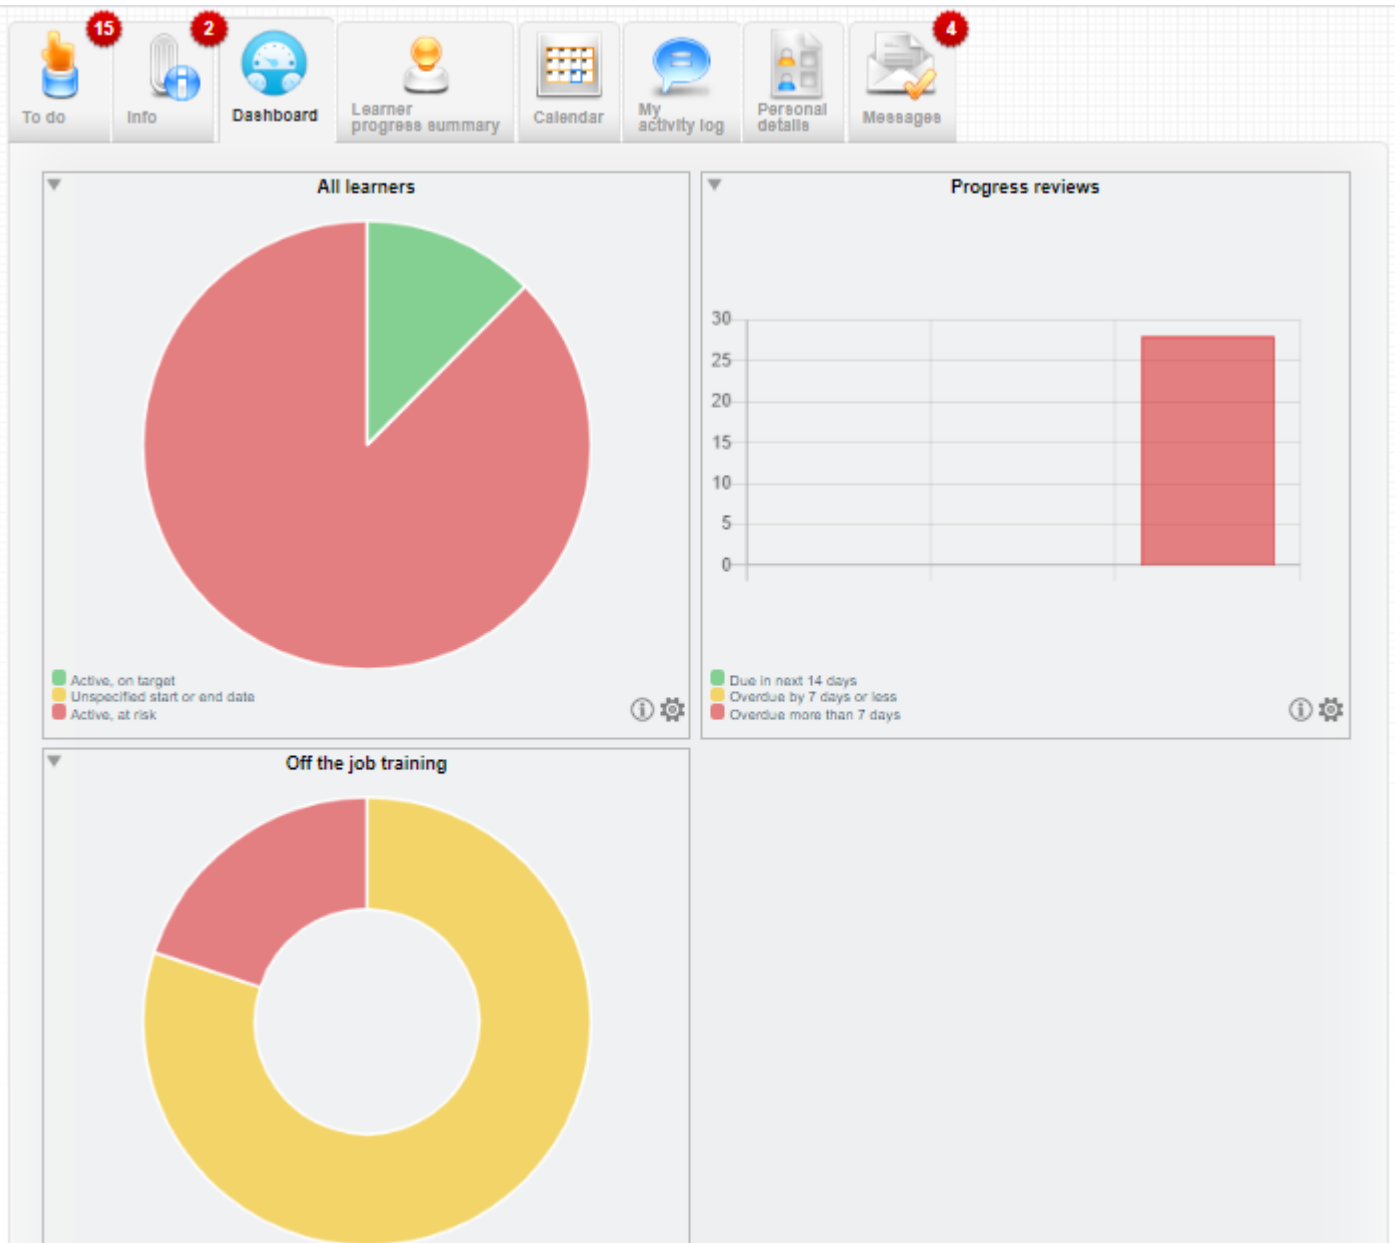 15
2
4
To do
Info
Dashboard
Learner
progress summary
Calendar
My
activity log
Personal
details
Messages
All learners
Active, on target
Unspecified start or end date
Active, at risk
Progress reviews
30
25
20
15
10
5
0
Due in next 14 days
Overdue by 7 days or less
Overdue more than 7 days
Off the job training